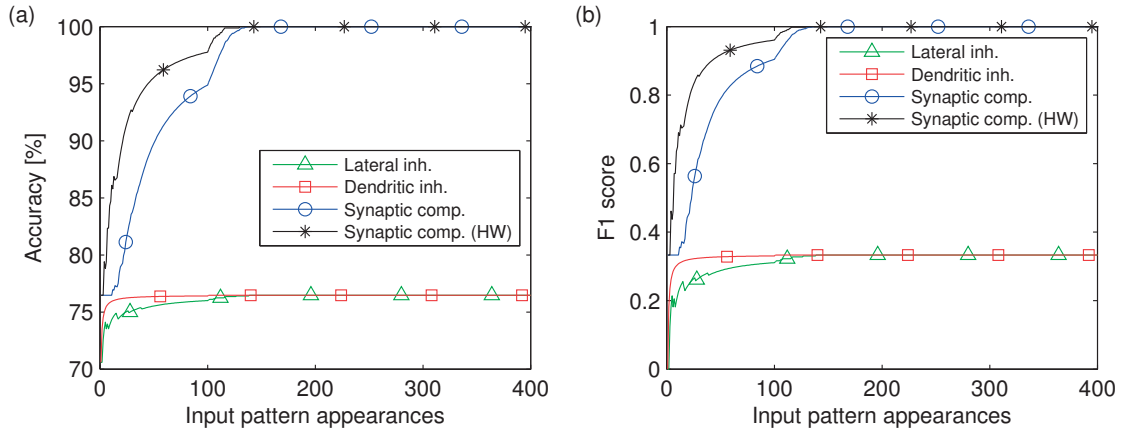 (a)
100
95
90
85
80
75
70
Accuracy [%]
Lateral inh.
Dendritic inh.
Synaptic comp.
Synaptic comp. (HW)
0
100
200
300
400
Input pattern appearances
(b)
1
0.8
0.6
0.4
0.2
0
F1 score
Lateral inh.
Dendritic inh.
Synaptic comp.
Synaptic comp. (HW)
0
100
200
300
400
Input pattern appearances